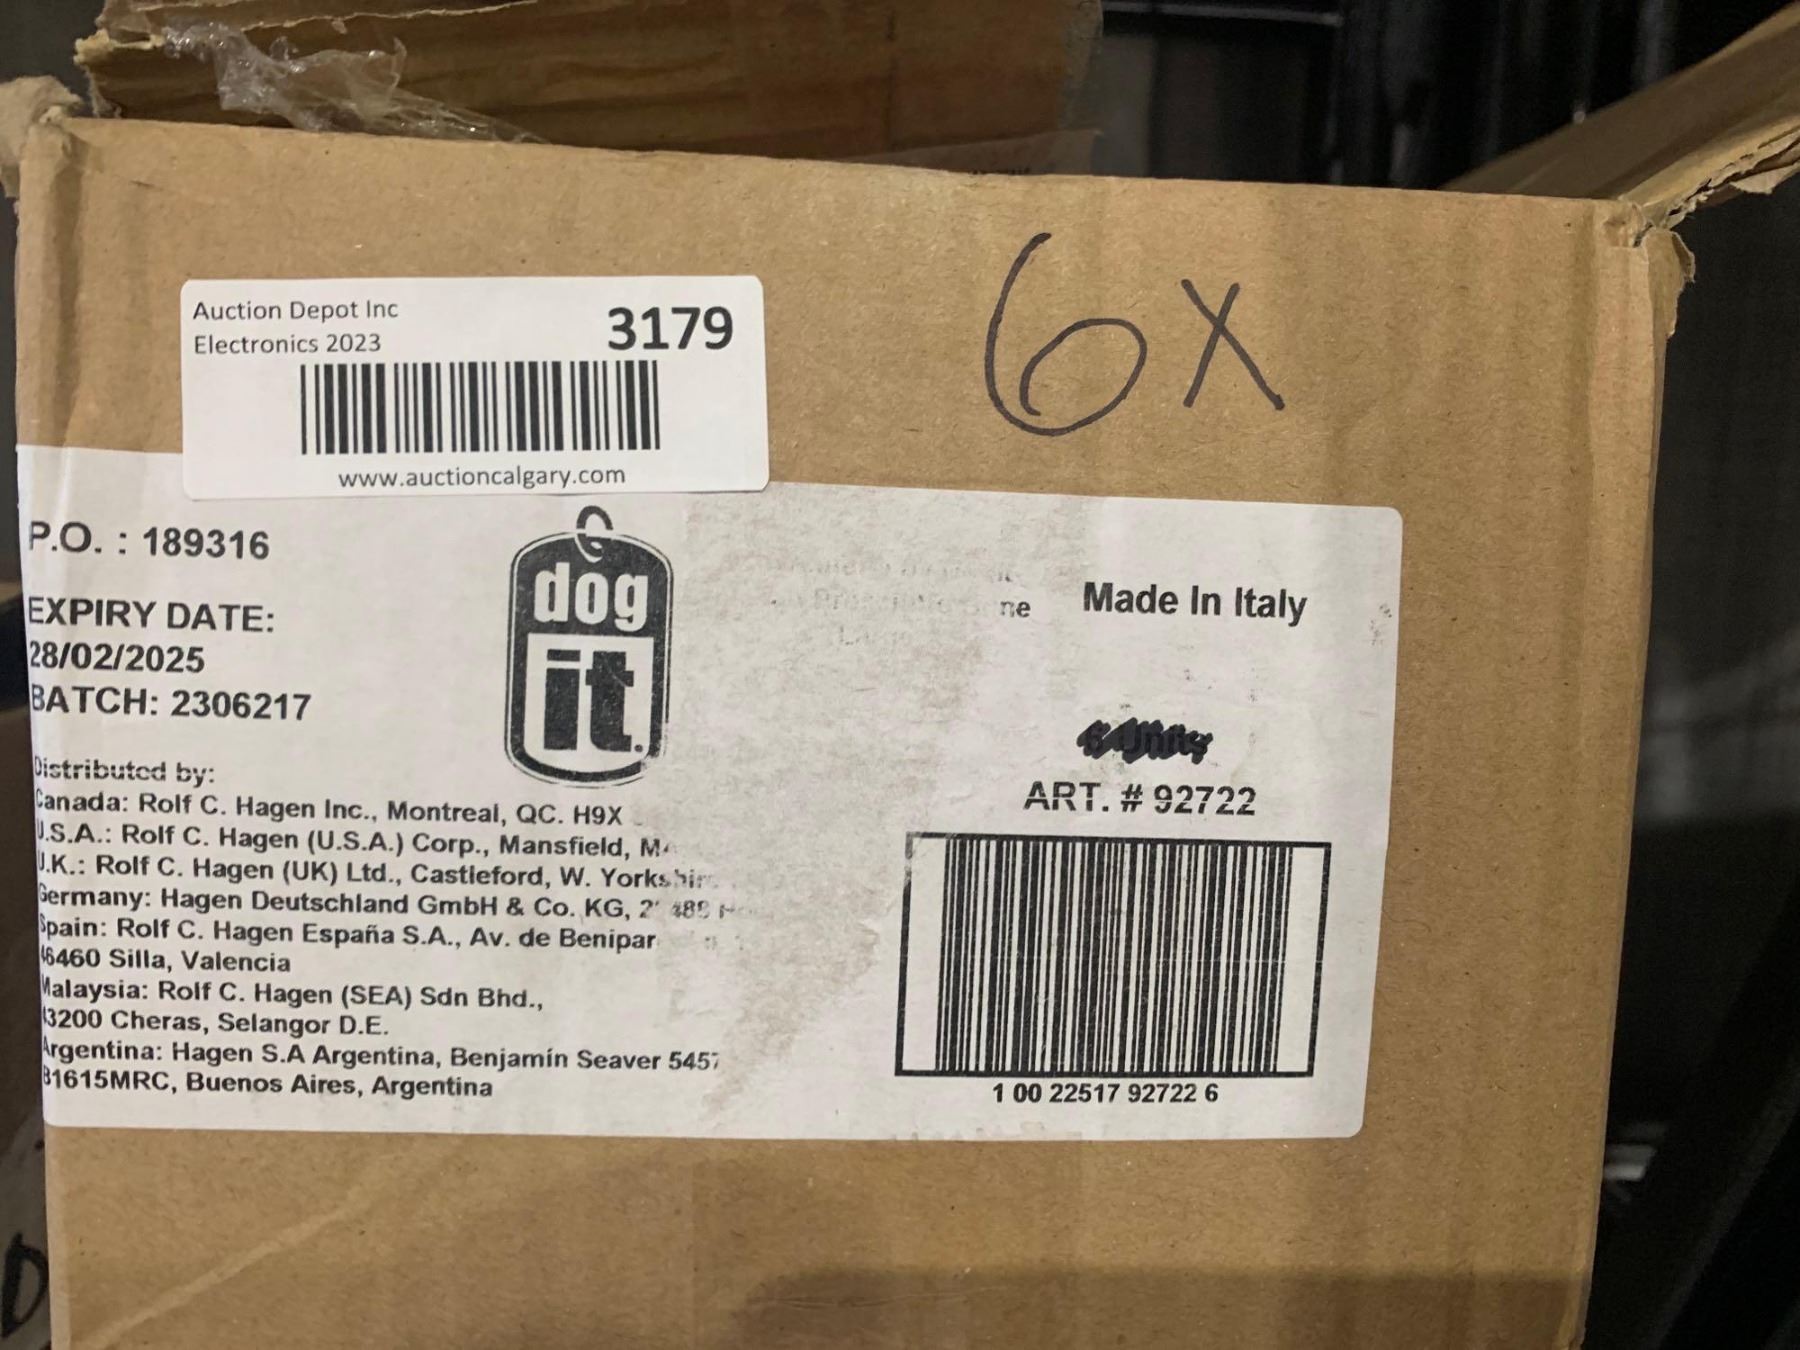 6X
Auction Depot Inc
Electronics 2023
3179
www.auctioncalgary.com
P.O. : 189316
EXPIRY DATE:
28/02/2025
BATCH: 2306217
dog
it.
Made In Italy
ART. # 92722
1 00 22517 92722 6
Distributed by:
Canada: Rolf C. Hagen Inc., Montreal, QC. H9X
U.S.A.: Rolf C. Hagen (U.S.A.) Corp., Mansfield,
U.K.: Rolf C. Hagen (UK) Ltd., Castleford, W. Yorkshire
Germany: Hagen Deutschland GmbH & Co. KG,
Spain: Rolf C. Hagen España S.A., Av. de
46460 Silla, Valencia
Malaysia: Rolf C. Hagen (SEA) Sdn Bhd.,
43200 Cheras, Selangor D.E.
Argentina: Hagen S.A Argentina, Benjamín Seaver 5457
B1615MRC, Buenos Aires, Argentina